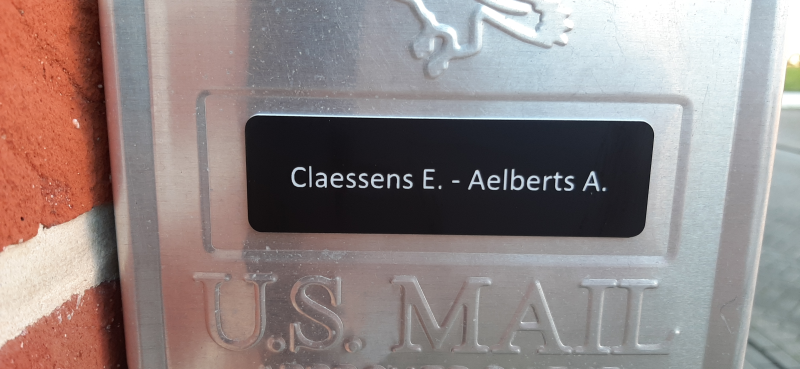 Claessens E. - Aelberts A.
U.S. MAIL